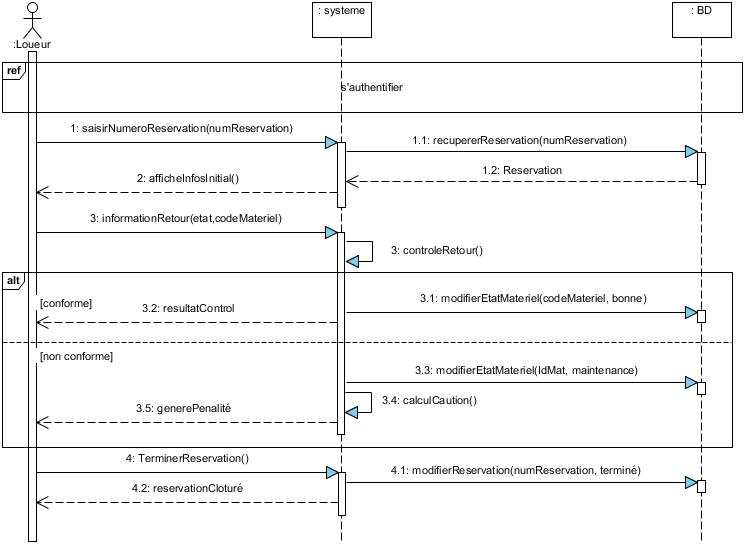 : systeme
: BD
:Loueur
ref
s'authentifier
1: saisirNumeroReservation(numReservation)
1.1: recupererReservation(numReservation)
1.2: Reservation
2: afficheInfosInitial()
3: informationRetour(etat,codeMateriel)
3: controleRetour()
alt
[conforme]
3.1: modifierEtatMateriel(codeMateriel, bonne)
3.2: resultatControl
[non conforme]
3.3: modifierEtatMateriel(IdMat, maintenance)
3.4: calculCaution()
3.5: generePenalité
4: TerminerReservation()
4.1: modifierReservation(numReservation, terminé)
4.2: reservationCloturé